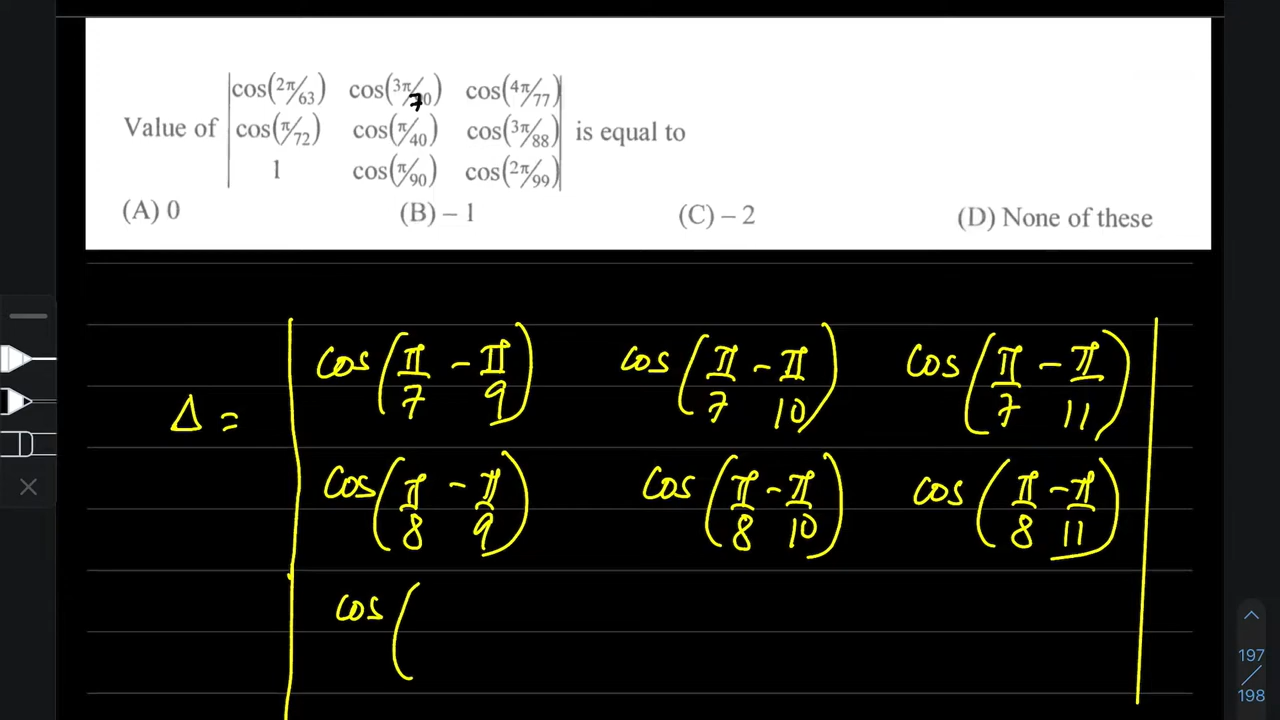 Value of | cos(2π/63) cos(3π/70) cos(4π/77) |
| cos(π/72) cos(π/40) cos(3π/88) | is equal to
| 1 cos(π/90) cos(2π/99) |
(A) 0 (B) – 1 (C) – 2 (D) None of these
Δ = | cos(π/7 - π/9) cos(π/7 - π/10) cos(π/7 - π/11) |
| cos(π/8 - π/9) cos(π/8 - π/10) cos(π/8 - π/11) |
| cos(
197
/
198